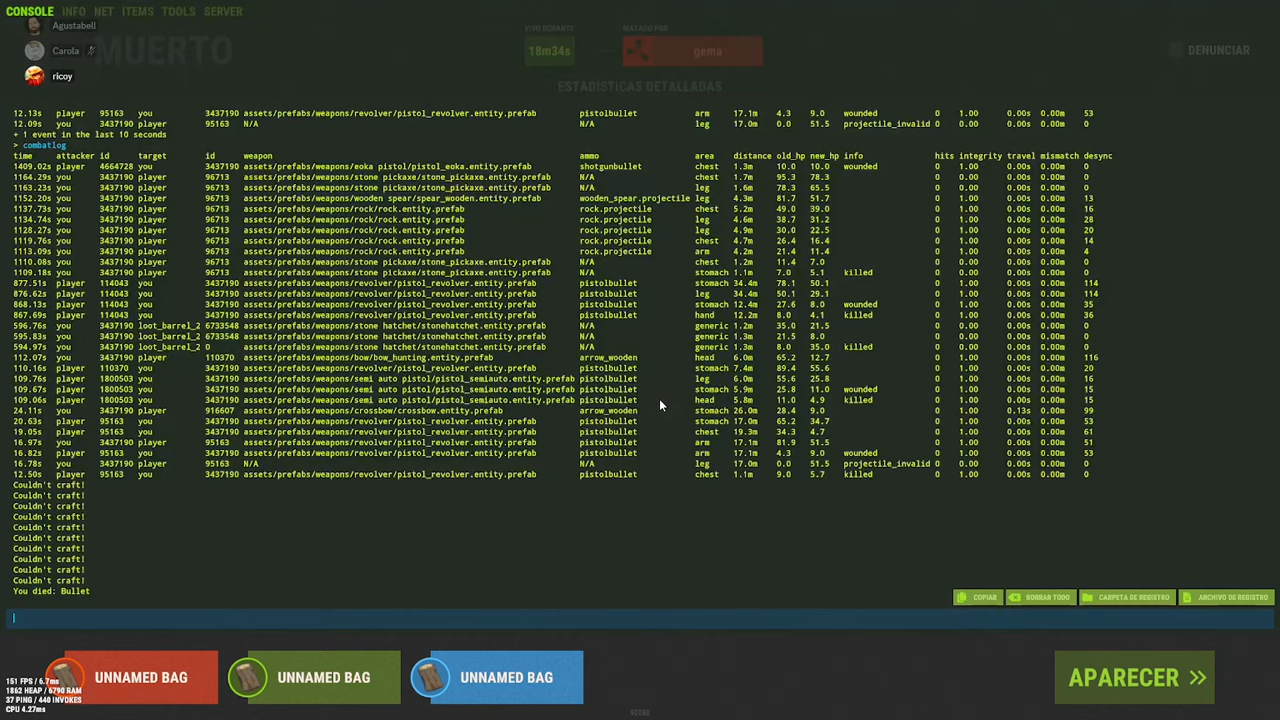 CONSOLE INFO NET ITEMS TOOLS SERVER
Agustabell
Carola
ricoy
MUERTO
VIVO DURANTE
18m34s
MATADO POR
gema
DENUNCIAR
ESTADÍSTICAS DETALLADAS
12.13s player 95163 you 3437190 assets/prefabs/weapons/revolver/pistol_revolver.entity.prefab pistolbullet arm 17.1m 4.3 9.0 wounded 0 1.00 0.00s 0.00m 53
12.09s you 3437190 player 95163 N/A N/A leg 17.0m 0.0 51.5 projectile_invalid 0 1.00 0.00s 0.00m 0
+ 1 event in the last 10 seconds
> combatlog
time attacker id target id weapon ammo area distance old_hp new_hp info hits integrity travel mismatch desync
1409.02s player 4664728 you 3437190 assets/prefabs/weapons/eoka pistol/pistol_eoka.entity.prefab shotgunbullet chest 1.3m 10.0 10.0 wounded 0 1.00 0.00s 0.00m 0
1164.29s you 3437190 player 96713 assets/prefabs/weapons/stone pickaxe/stone_pickaxe.entity.prefab N/A chest 1.7m 95.3 78.3 0 1.00 0.00s 0.00m 0
1163.23s you 3437190 player 96713 assets/prefabs/weapons/stone pickaxe/stone_pickaxe.entity.prefab N/A leg 1.6m 78.3 65.5 0 1.00 0.00s 0.00m 0
1152.20s you 3437190 player 96713 assets/prefabs/weapons/wooden spear/spear_wooden.entity.prefab wooden_spear.projectile leg 4.3m 81.7 51.7 0 1.00 0.00s 0.00m 13
1137.73s you 3437190 player 96713 assets/prefabs/weapons/rock/rock.entity.prefab rock.projectile chest 5.2m 49.0 39.0 0 1.00 0.00s 0.00m 16
1134.74s you 3437190 player 96713 assets/prefabs/weapons/rock/rock.entity.prefab rock.projectile leg 4.6m 38.7 31.2 0 1.00 0.00s 0.00m 28
1128.27s you 3437190 player 96713 assets/prefabs/weapons/rock/rock.entity.prefab rock.projectile leg 4.9m 30.0 22.5 0 1.00 0.00s 0.00m 20
1119.76s you 3437190 player 96713 assets/prefabs/weapons/rock/rock.entity.prefab rock.projectile chest 4.7m 26.4 16.4 0 1.00 0.00s 0.00m 14
1113.09s you 3437190 player 96713 assets/prefabs/weapons/rock/rock.entity.prefab rock.projectile arm 4.2m 21.4 11.4 0 1.00 0.00s 0.00m 4
1110.08s you 3437190 player 96713 assets/prefabs/weapons/stone pickaxe/stone_pickaxe.entity.prefab N/A chest 1.2m 11.4 7.0 0 1.00 0.00s 0.00m 0
1109.18s you 3437190 player 96713 assets/prefabs/weapons/stone pickaxe/stone_pickaxe.entity.prefab N/A stomach 1.1m 7.0 5.1 killed 0 1.00 0.00s 0.00m 0
877.51s player 114043 you 3437190 assets/prefabs/weapons/revolver/pistol_revolver.entity.prefab pistolbullet stomach 34.4m 78.1 50.1 0 1.00 0.00s 0.00m 114
876.62s player 114043 you 3437190 assets/prefabs/weapons/revolver/pistol_revolver.entity.prefab pistolbullet leg 34.4m 50.1 29.1 0 1.00 0.00s 0.00m 114
868.13s player 114043 you 3437190 assets/prefabs/weapons/revolver/pistol_revolver.entity.prefab pistolbullet stomach 12.4m 27.6 8.0 wounded 0 1.00 0.00s 0.00m 35
867.69s player 114043 you 3437190 assets/prefabs/weapons/revolver/pistol_revolver.entity.prefab pistolbullet hand 12.2m 8.0 4.1 killed 0 1.00 0.00s 0.00m 36
596.76s you 3437190 loot_barrel_2 6733548 assets/prefabs/weapons/stone hatchet/stonehatchet.entity.prefab N/A generic 1.2m 35.0 21.5 0 1.00 0.00s 0.00m 0
595.83s you 3437190 loot_barrel_2 6733548 assets/prefabs/weapons/stone hatchet/stonehatchet.entity.prefab N/A generic 1.3m 21.5 8.0 0 1.00 0.00s 0.00m 0
594.97s you 3437190 loot_barrel_2 0 assets/prefabs/weapons/stone hatchet/stonehatchet.entity.prefab N/A generic 1.3m 8.0 35.0 killed 0 1.00 0.00s 0.00m 0
112.07s you 3437190 player 110370 assets/prefabs/weapons/bow/bow_hunting.entity.prefab arrow_wooden head 6.0m 65.2 12.7 0 1.00 0.00s 0.00m 116
110.16s player 110370 you 3437190 assets/prefabs/weapons/revolver/pistol_revolver.entity.prefab pistolbullet stomach 7.4m 89.4 55.6 0 1.00 0.00s 0.00m 20
109.76s player 1800503 you 3437190 assets/prefabs/weapons/semi auto pistol/pistol_semiauto.entity.prefab pistolbullet leg 6.0m 55.6 25.8 0 1.00 0.00s 0.00m 16
109.67s player 1800503 you 3437190 assets/prefabs/weapons/semi auto pistol/pistol_semiauto.entity.prefab pistolbullet stomach 5.9m 25.8 11.0 wounded 0 1.00 0.00s 0.00m 15
109.06s player 1800503 you 3437190 assets/prefabs/weapons/semi auto pistol/pistol_semiauto.entity.prefab pistolbullet head 5.8m 11.0 4.9 killed 0 1.00 0.00s 0.00m 15
24.11s you 3437190 player 916607 assets/prefabs/weapons/crossbow/crossbow.entity.prefab arrow_wooden stomach 26.0m 28.4 9.0 0 1.00 0.13s 0.00m 99
20.63s player 95163 you 3437190 assets/prefabs/weapons/revolver/pistol_revolver.entity.prefab pistolbullet stomach 17.0m 65.2 34.7 0 1.00 0.00s 0.00m 53
19.05s player 95163 you 3437190 assets/prefabs/weapons/revolver/pistol_revolver.entity.prefab pistolbullet chest 19.3m 34.3 4.7 0 1.00 0.00s 0.00m 61
16.97s you 3437190 player 95163 assets/prefabs/weapons/revolver/pistol_revolver.entity.prefab pistolbullet arm 17.1m 81.9 51.5 0 1.00 0.00s 0.00m 51
16.82s player 95163 you 3437190 assets/prefabs/weapons/revolver/pistol_revolver.entity.prefab pistolbullet arm 17.1m 4.3 9.0 wounded 0 1.00 0.00s 0.00m 53
16.78s you 3437190 player 95163 N/A N/A leg 17.0m 0.0 51.5 projectile_invalid 0 1.00 0.00s 0.00m 0
12.50s player 95163 you 3437190 assets/prefabs/weapons/revolver/pistol_revolver.entity.prefab pistolbullet chest 1.1m 9.0 5.7 killed 0 1.00 0.00s 0.00m 0
Couldn't craft!
Couldn't craft!
Couldn't craft!
Couldn't craft!
Couldn't craft!
Couldn't craft!
Couldn't craft!
Couldn't craft!
Couldn't craft!
Couldn't craft!
You died: Bullet
COPIAR
BORRAR TODO
CARPETA DE REGISTRO
ARCHIVO DE REGISTRO
UNNAMED BAG
UNNAMED BAG
UNNAMED BAG
APARECER
151 FPS / 6.7ms
1862 HEAP / 6790 RAM
37 PING / 440 INVOKES
CPU 4.27ms